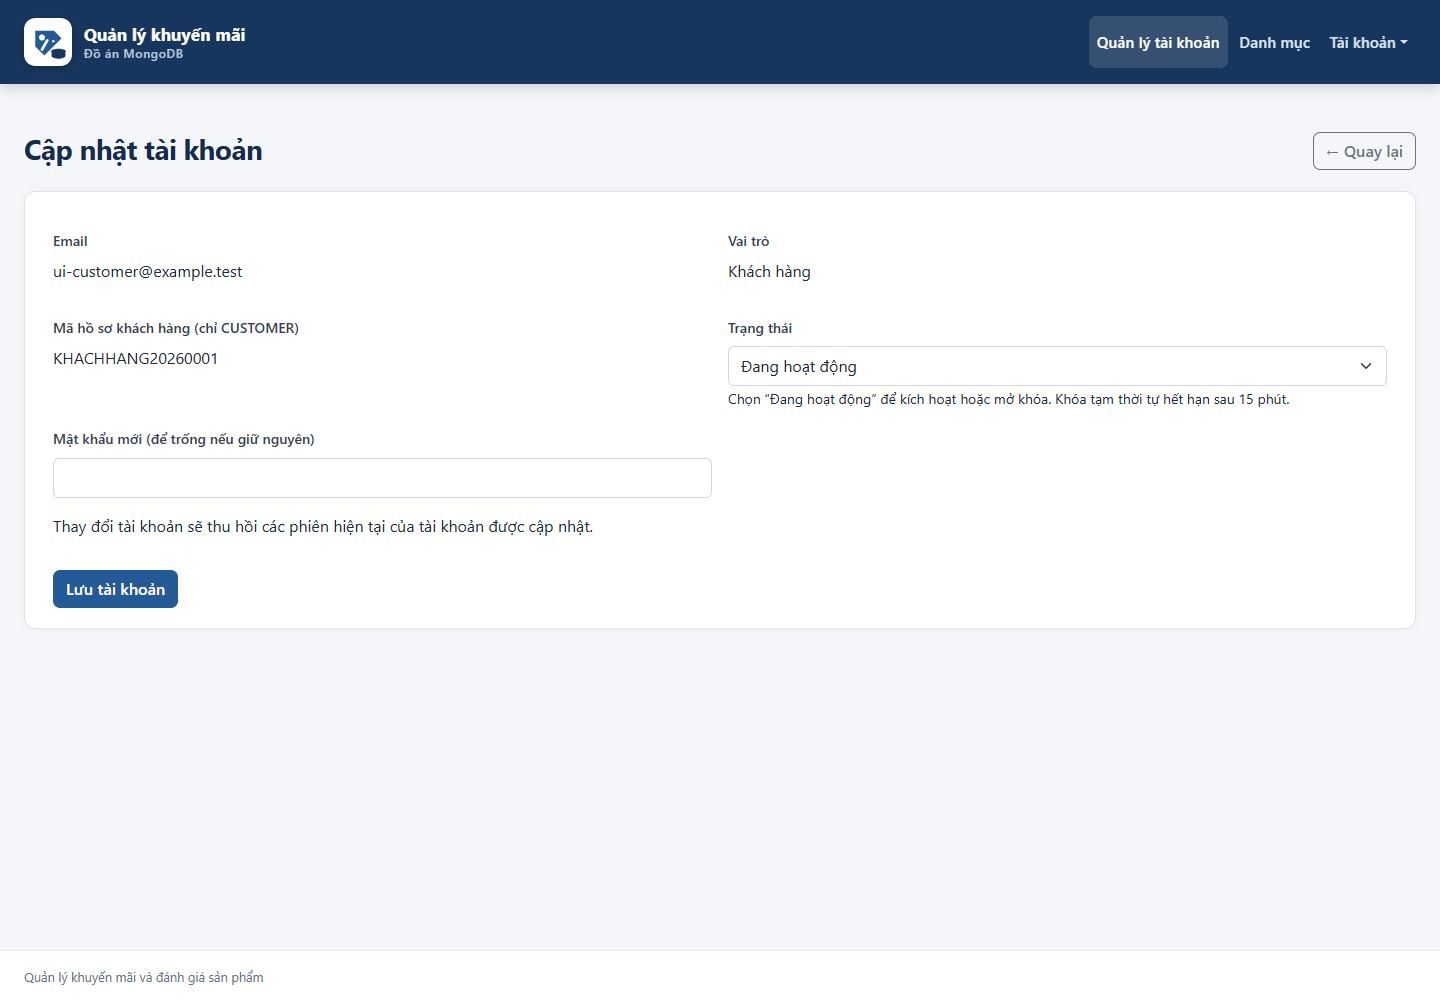 Quản lý khuyến mãi
Đồ án MongoDB
Quản lý tài khoản
Danh mục
Tài khoản
Cập nhật tài khoản
← Quay lại
Email
ui-customer@example.test
Vai trò
Khách hàng
Mã hồ sơ khách hàng (chỉ CUSTOMER)
KHACHHANG20260001
Trạng thái
Đang hoạt động
Chọn “Đang hoạt động” để kích hoạt hoặc mở khóa. Khóa tạm thời tự hết hạn sau 15 phút.
Mật khẩu mới (để trống nếu giữ nguyên)
Thay đổi tài khoản sẽ thu hồi các phiên hiện tại của tài khoản được cập nhật.
Lưu tài khoản
Quản lý khuyến mãi và đánh giá sản phẩm